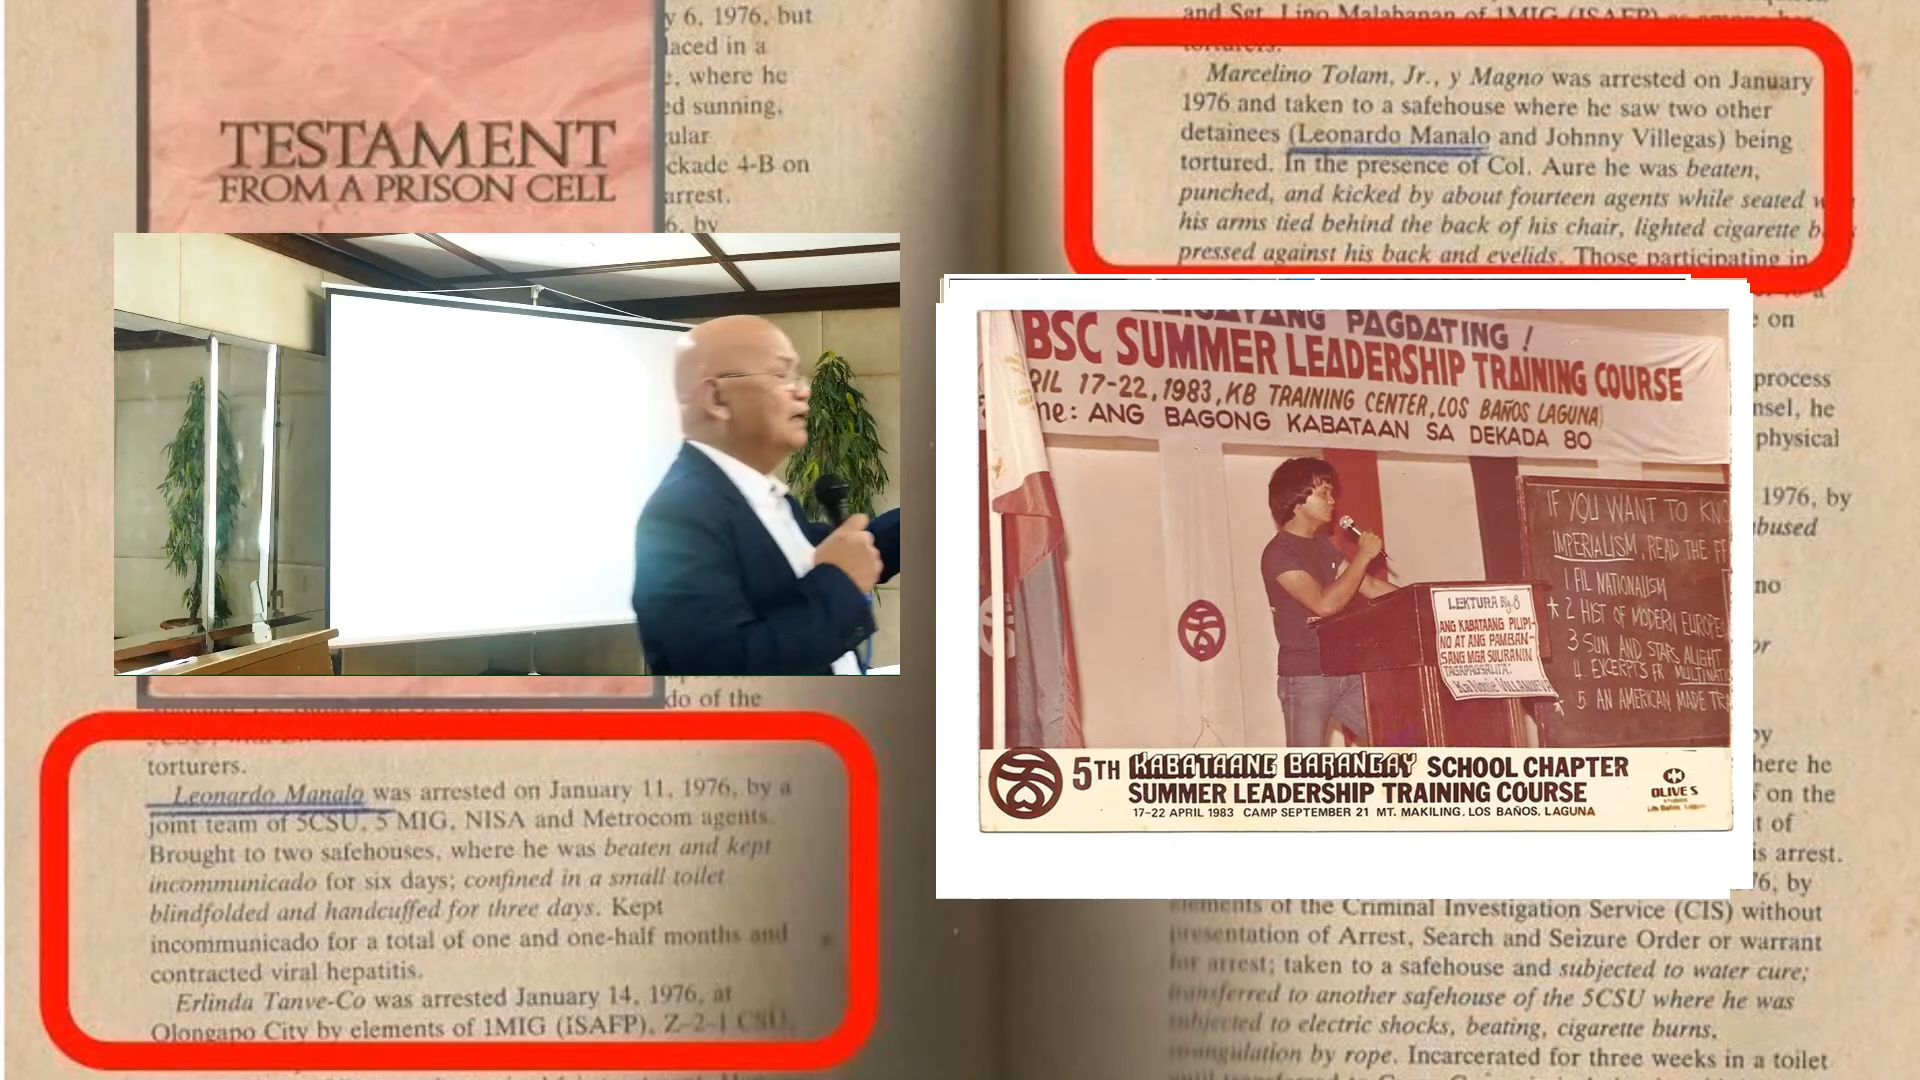 y 6, 1976, but
laced in a
where he
ed sunning,
ular
ckade 4-B on
arrest.
6, by
TESTAMENT
FROM A PRISON CELL
do of the
torturers.
Leonardo Manalo was arrested on January 11, 1976, by a
joint team of 5CSU, 5 MIG, NISA and Metrocom agents.
Brought to two safehouses, where he was beaten and kept
incommunicado for six days; confined in a small toilet
blindfolded and handcuffed for three days. Kept
incommunicado for a total of one and one-half months and
contracted viral hepatitis.
Erlinda Tanve-Co was arrested January 14, 1976, at
Olongapo City by elements of 1MIG (ISAFP), Z-2-1 CSU,
and Sgt. Lino Malabanan of 1MIG (ISAFP)
torturers.
Marcelino Tolam, Jr., y Magno was arrested on January
1976 and taken to a safehouse where he saw two other
detainees (Leonardo Manalo and Johnny Villegas) being
tortured. In the presence of Col. Aure he was beaten,
punched, and kicked by about fourteen agents while seated
his arms tied behind the back of his chair, lighted cigarette
pressed against his back and eyelids. Those participating in
PAGDATING !
BSC SUMMER LEADERSHIP TRAINING COURSE
RIL 17-22, 1983, KB TRAINING CENTER, LOS BAÑOS LAGUNA
me: ANG BAGONG KABATAAN SA DEKADA 80
IF YOU WANT TO KNO
IMPERIALISM, READ THE FF
1 FIL NATIONALISM
* 2 HIST OF MODERN EUROPE
3 SUN AND STARS ALIGHT
4. EXCERPTS FR MULTINATI
5 AN AMERICAN MADE TRA
LEKTURA Blg. 8
ANG KABATAANG PILIPI-
NO AT ANG PAMBAN-
SANG MGA SULIRANIN
TAGAPAGSALITA:
Ka Nonie VILLANUEVA
5TH KABATAANG BARANGAY SCHOOL CHAPTER
SUMMER LEADERSHIP TRAINING COURSE
17-22 APRIL 1983 CAMP SEPTEMBER 21 MT. MAKILING, LOS BAÑOS, LAGUNA
OLIVES
on
process
nsel, he
physical
1976, by
abused
no
or
by
here he
on the
t of
is arrest.
76, by
elements of the Criminal Investigation Service (CIS) without
presentation of Arrest, Search and Seizure Order or warrant
for arrest; taken to a safehouse and subjected to water cure;
transferred to another safehouse of the 5CSU where he was
subjected to electric shocks, beating, cigarette burns,
strangulation by rope. Incarcerated for three weeks in a toilet